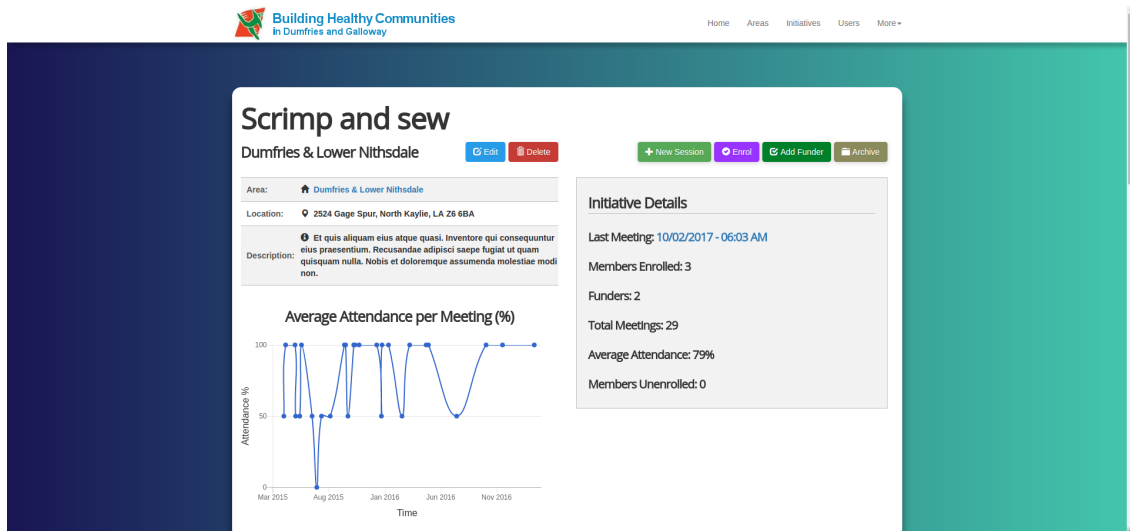 Building Healthy Communities
in Dumfries and Galloway
Home Areas Initiatives Users More
Scrimp and sew
Dumfries & Lower Nithsdale
Edit Delete
New Session Enrol Add Funder Archive
Area: Dumfries & Lower Nithsdale
Location: 2524 Gage Spur, North Kaylie, LA Z6 6BA
Description: Et quis aliquam eius atque quasi. Inventore qui consequuntur
eius praesentium. Recusandae adipisci saepe fugiat ut quam
quisquam nulla. Nobis et doloremque assumenda molestiae modi
non.
Initiative Details
Last Meeting: 10/02/2017 - 06:03 AM
Members Enrolled: 3
Funders: 2
Total Meetings: 29
Average Attendance: 79%
Members Unenrolled: 0
Average Attendance per Meeting (%)
100
50
0
Attendance %
Mar 2015 Aug 2015 Jan 2016 Jun 2016 Nov 2016
Time